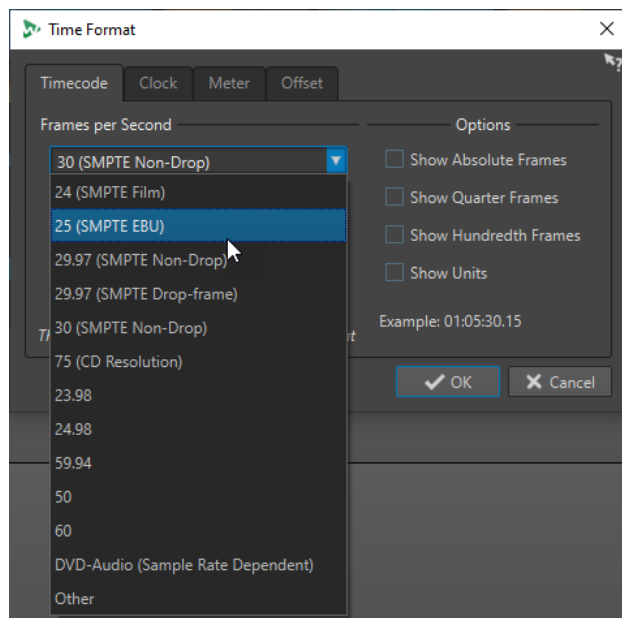 Time Format
Timecode Clock Meter Offset
Frames per Second
Options
30 (SMPTE Non-Drop)
24 (SMPTE Film)
25 (SMPTE EBU)
29.97 (SMPTE Non-Drop)
29.97 (SMPTE Drop-frame)
30 (SMPTE Non-Drop)
75 (CD Resolution)
23.98
24.98
59.94
50
60
DVD-Audio (Sample Rate Dependent)
Other
Show Absolute Frames
Show Quarter Frames
Show Hundredth Frames
Show Units
Example: 01:05:30.15
OK
Cancel